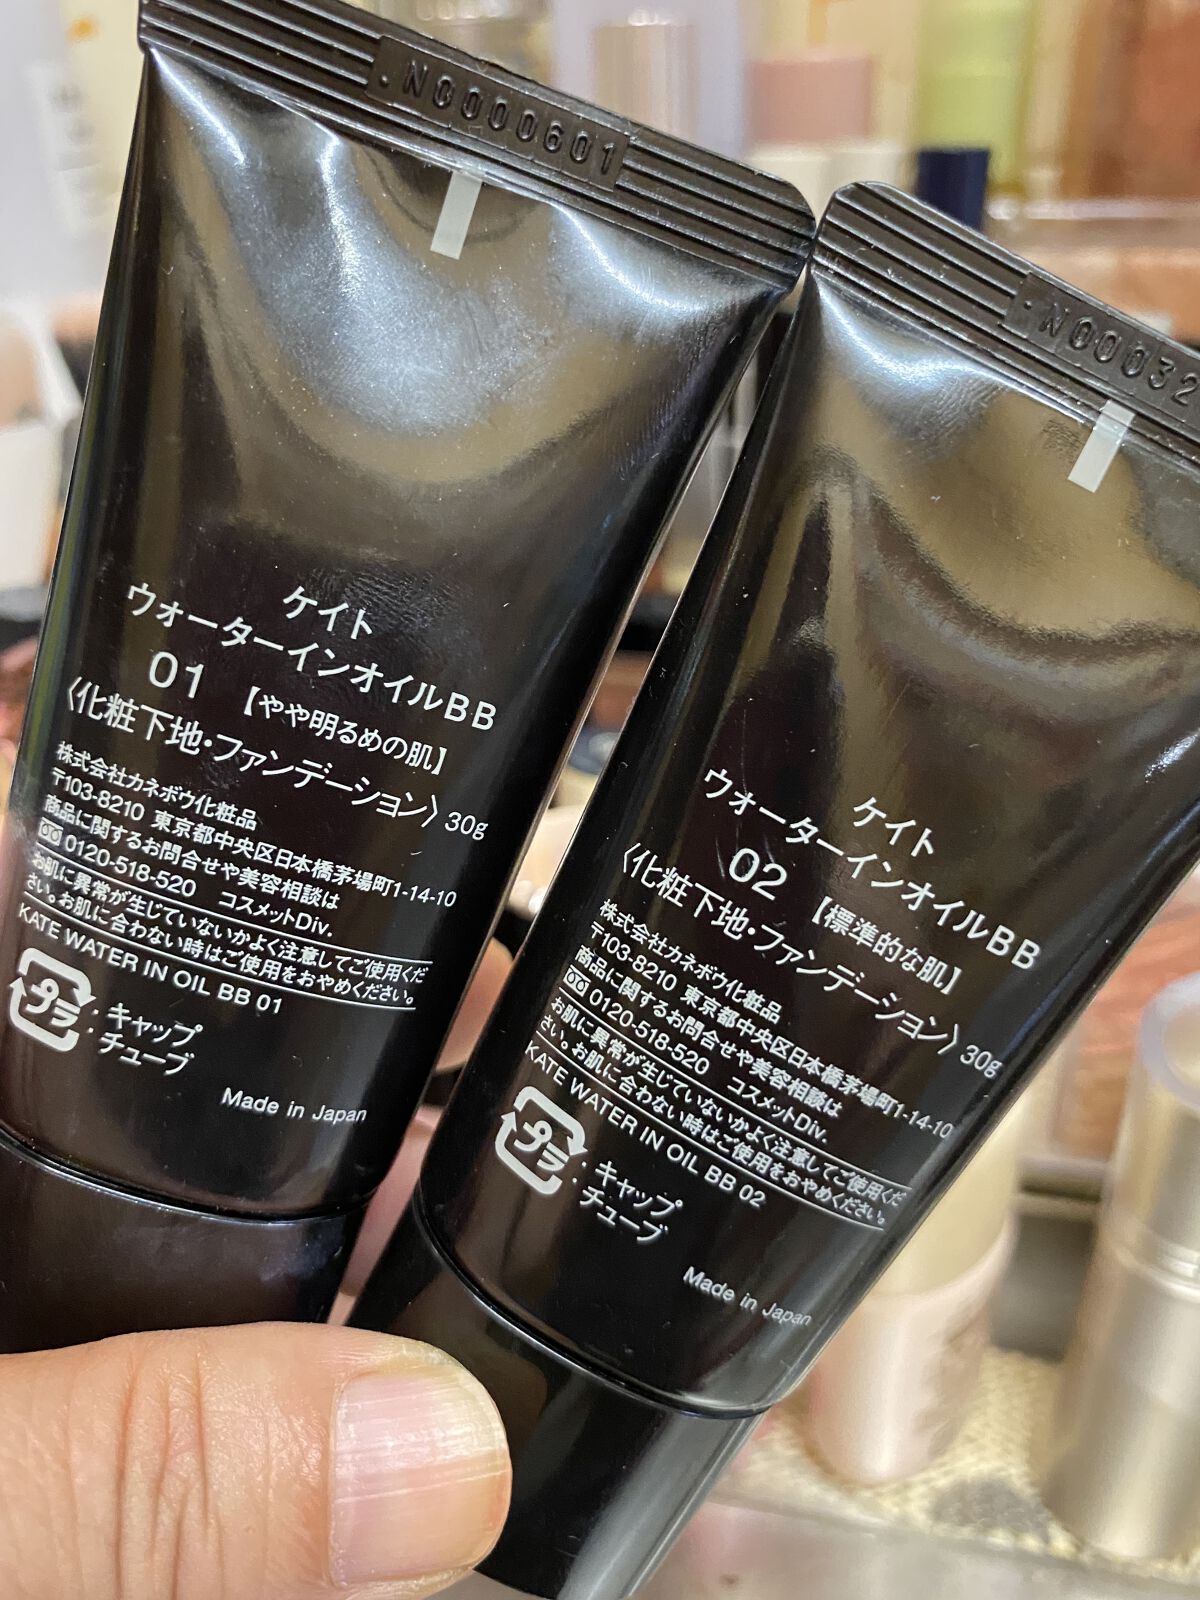 .N0000601
ケイト
ウォーターインオイルBB
01 【やや明るめの肌】
〈化粧下地・ファンデーション〉30g
株式会社カネボウ化粧品
〒103-8210 東京都中央区日本橋茅場町1-14-10
商品に関するお問合せや美容相談は
0120-518-520 コスメットDiv.
お肌に異常が生じていないかよく注意してご使用くだ
さい。お肌に合わない時はご使用をおやめください。
KATE WATER IN OIL BB 01
プラ : キャップ
チューブ
Made in Japan
.N00032
ケイト
ウォーターインオイルBB
02 【標準的な肌】
〈化粧下地・ファンデーション〉30g
株式会社カネボウ化粧品
〒103-8210 東京都中央区日本橋茅場町1-14-10
商品に関するお問合せや美容相談は
0120-518-520 コスメットDiv.
お肌に異常が生じていないかよく注意してご使用くだ
さい。お肌に合わない時はご使用をおやめください。
KATE WATER IN OIL BB 02
プラ : キャップ
チューブ
Made in Japan